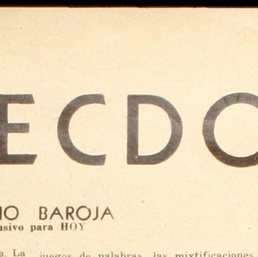 ECDO
IO BAROJA
usivo para HOY
a. La juegos de palabras, las mixtificaciones